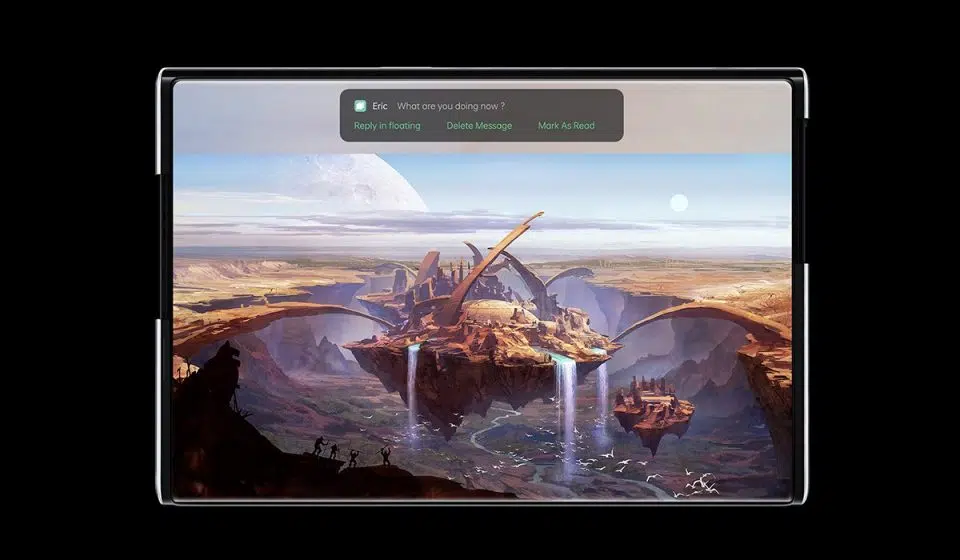 Eric What are you doing now ?
Reply in floating Delete Message Mark As Read